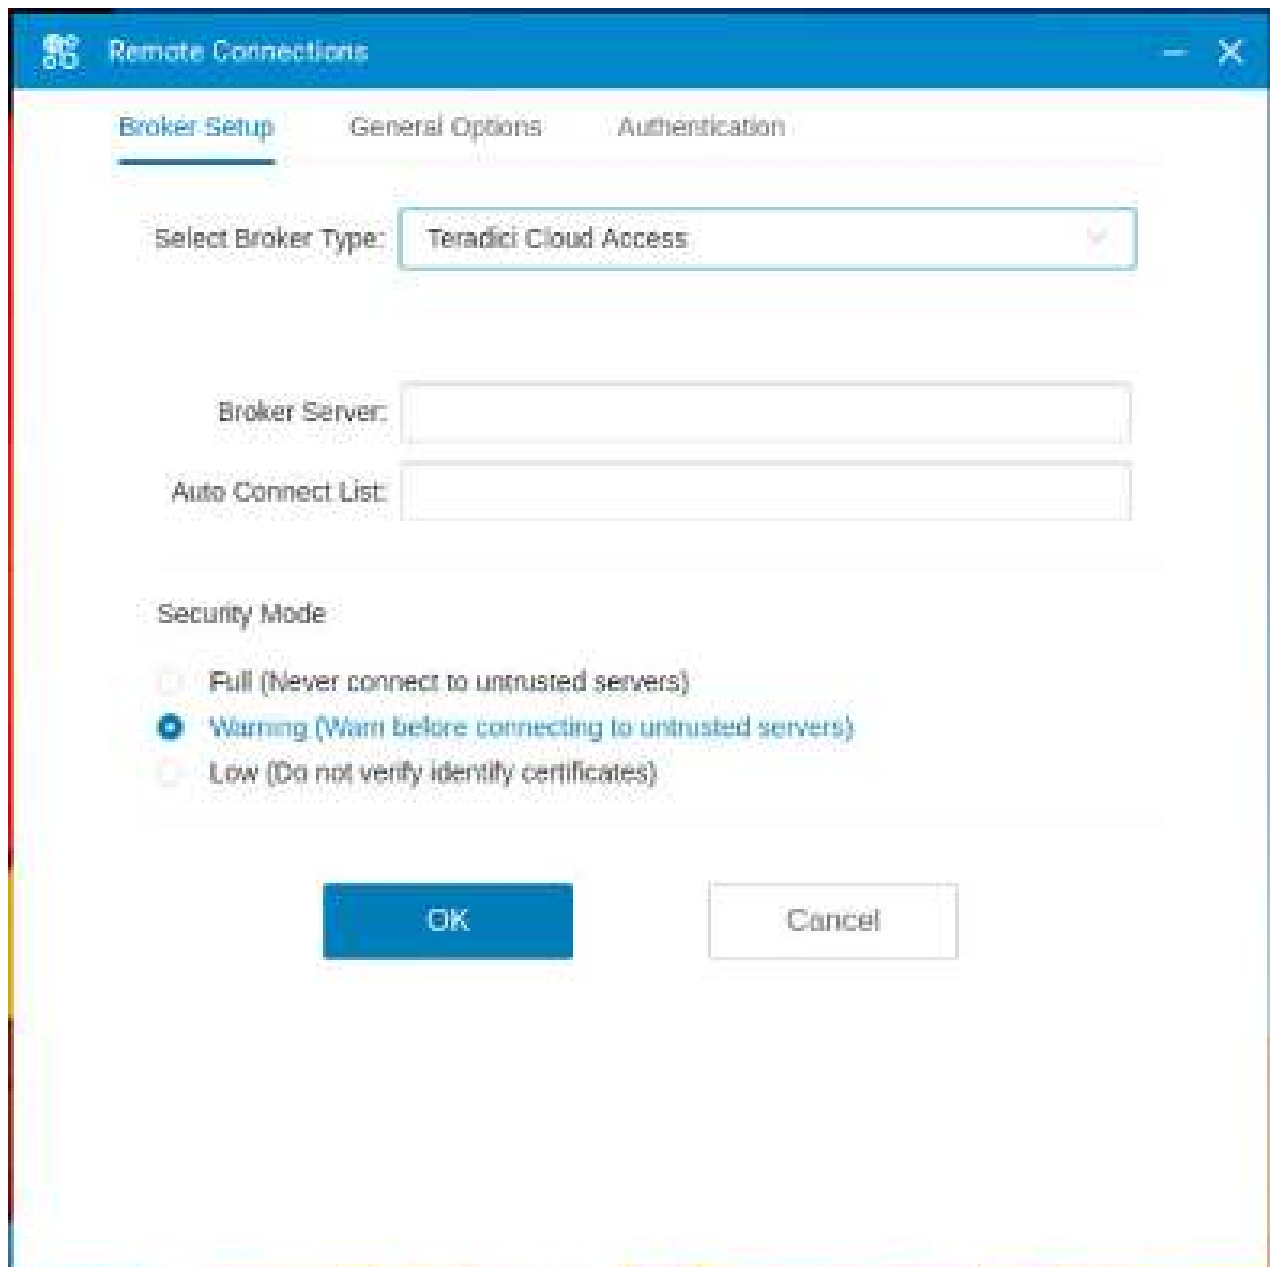 Remote Connections
Broker Setup General Options Authentication
Select Broker Type: Teradici Cloud Access
Broker Server:
Auto Connect List:
Security Mode
Full (Never connect to untrusted servers)
Warning (Warn before connecting to untrusted servers)
Low (Do not verify identify certificates)
OK Cancel